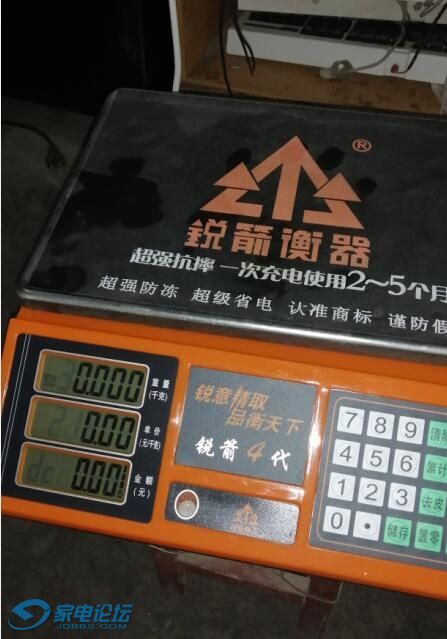 ®
锐箭衡器
超强抗摔 一次充电使用2~5个月
超强防冻 超级省电 认准商标 谨防假
0.000
重量
(千克)
0.00
单价
(元/千克)
0.00
金额
(元)
锐意精取
品衡天下
锐箭4代
7 8 9 清除
4 5 6 累计
1 2 3 去皮
0 · 储存 置零
家电论坛
JDBBS.COM